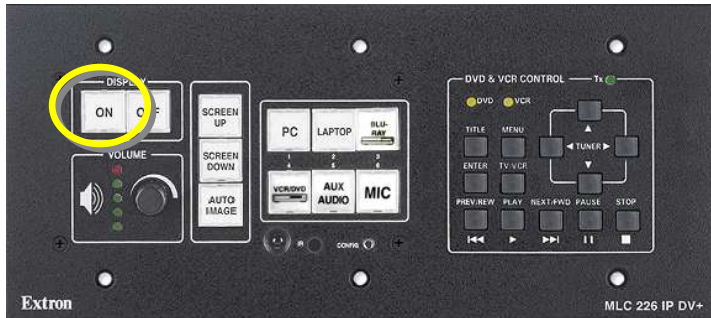 DISPLAY
ON
OFF
VOLUME
SCREEN UP
SCREEN DOWN
AUTO IMAGE
PC
LAPTOP
BLU-RAY
1 2 3
4 5 6
VCR/DVD
AUX AUDIO
MIC
IR
CONFIG
DVD & VCR CONTROL
Tx
DVD
VCR
TITLE
MENU
TUNER
ENTER
TV/VCR
PREV/REW
PLAY
NEXT/FWD
PAUSE
STOP
Extron
MLC 226 IP DV+